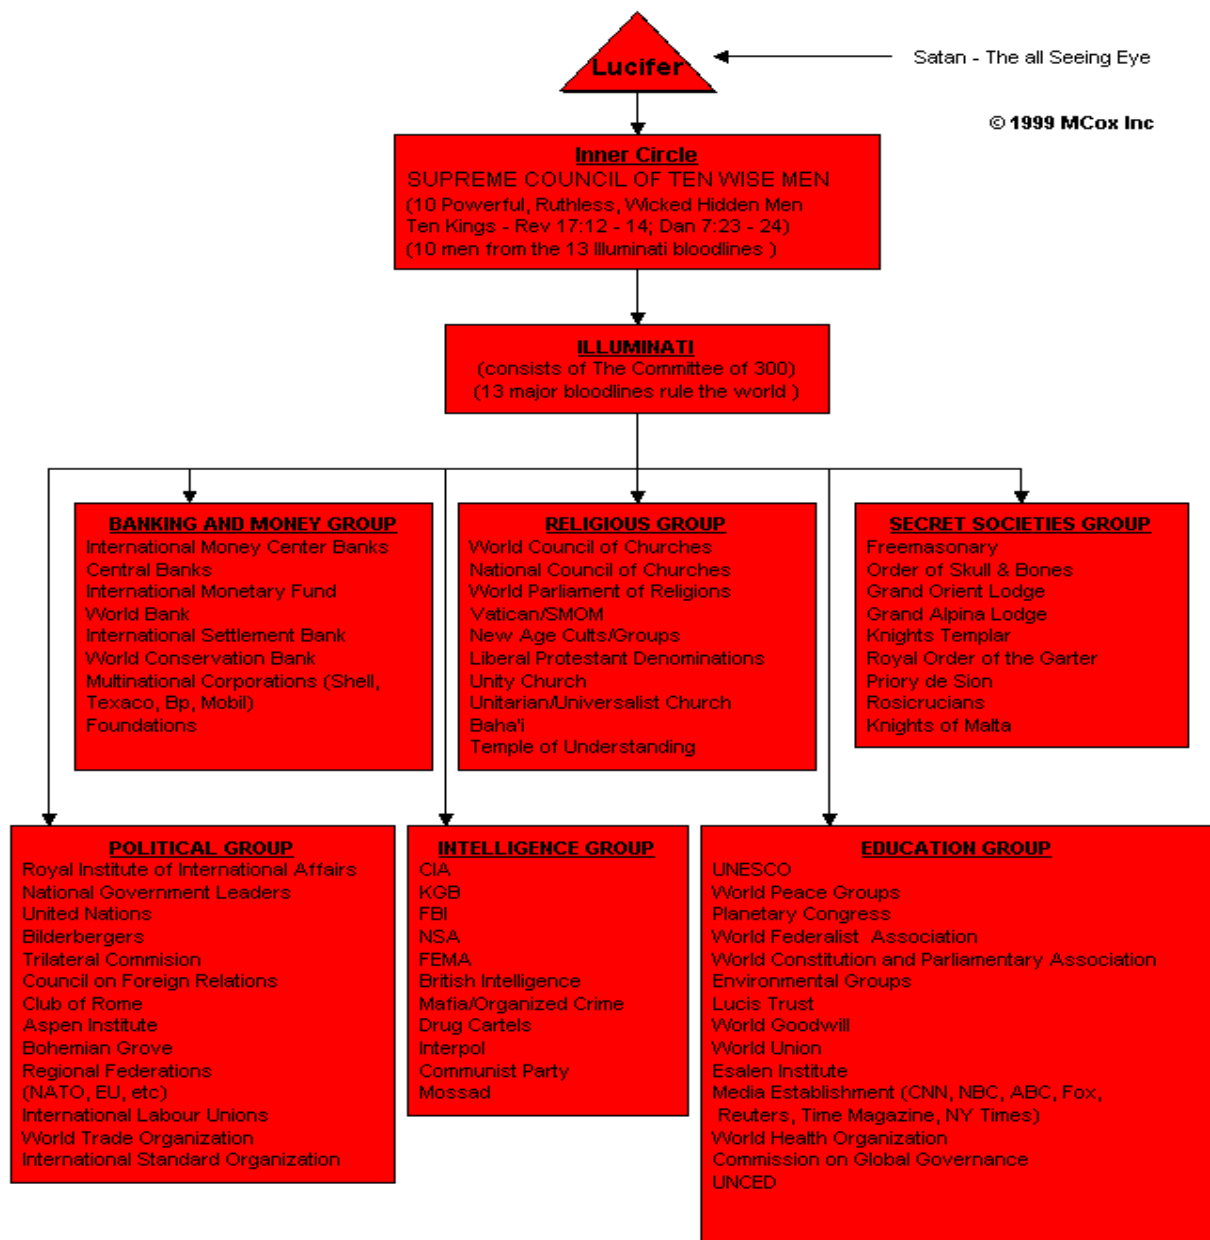 Lucifer
Satan - The all Seeing Eye
© 1999 MCox Inc
Inner Circle
SUPREME COUNCIL OF TEN WISE MEN
(10 Powerful, Ruthless, Wicked Hidden Men
Ten Kings - Rev 17:12 - 14; Dan 7:23 - 24)
(10 men from the 13 Illuminati bloodlines )
ILLUMINATI
(consists of The Committee of 300)
(13 major bloodlines rule the world )
BANKING AND MONEY GROUP
International Money Center Banks
Central Banks
International Monetary Fund
World Bank
International Settlement Bank
World Conservation Bank
Multinational Corporations (Shell,
Texaco, Bp, Mobil)
Foundations
RELIGIOUS GROUP
World Council of Churches
National Council of Churches
World Parliament of Religions
Vatican/SMOM
New Age Cults/Groups
Liberal Protestant Denominations
Unity Church
Unitarian/Universalist Church
Baha'i
Temple of Understanding
SECRET SOCIETIES GROUP
Freemasonary
Order of Skull & Bones
Grand Orient Lodge
Grand Alpina Lodge
Knights Templar
Royal Order of the Garter
Priory de Sion
Rosicrucians
Knights of Malta
POLITICAL GROUP
Royal Institute of International Affairs
National Government Leaders
United Nations
Bilderbergers
Trilateral Commision
Council on Foreign Relations
Club of Rome
Aspen Institute
Bohemian Grove
Regional Federations
(NATO, EU, etc)
International Labour Unions
World Trade Organization
International Standard Organization
INTELLIGENCE GROUP
CIA
KGB
FBI
NSA
FEMA
British Intelligence
Mafia/Organized Crime
Drug Cartels
Interpol
Communist Party
Mossad
EDUCATION GROUP
UNESCO
World Peace Groups
Planetary Congress
World Federalist Association
World Constitution and Parliamentary Association
Environmental Groups
Lucis Trust
World Goodwill
World Union
Esalen Institute
Media Establishment (CNN, NBC, ABC, Fox,
Reuters, Time Magazine, NY Times)
World Health Organization
Commission on Global Governance
UNCED